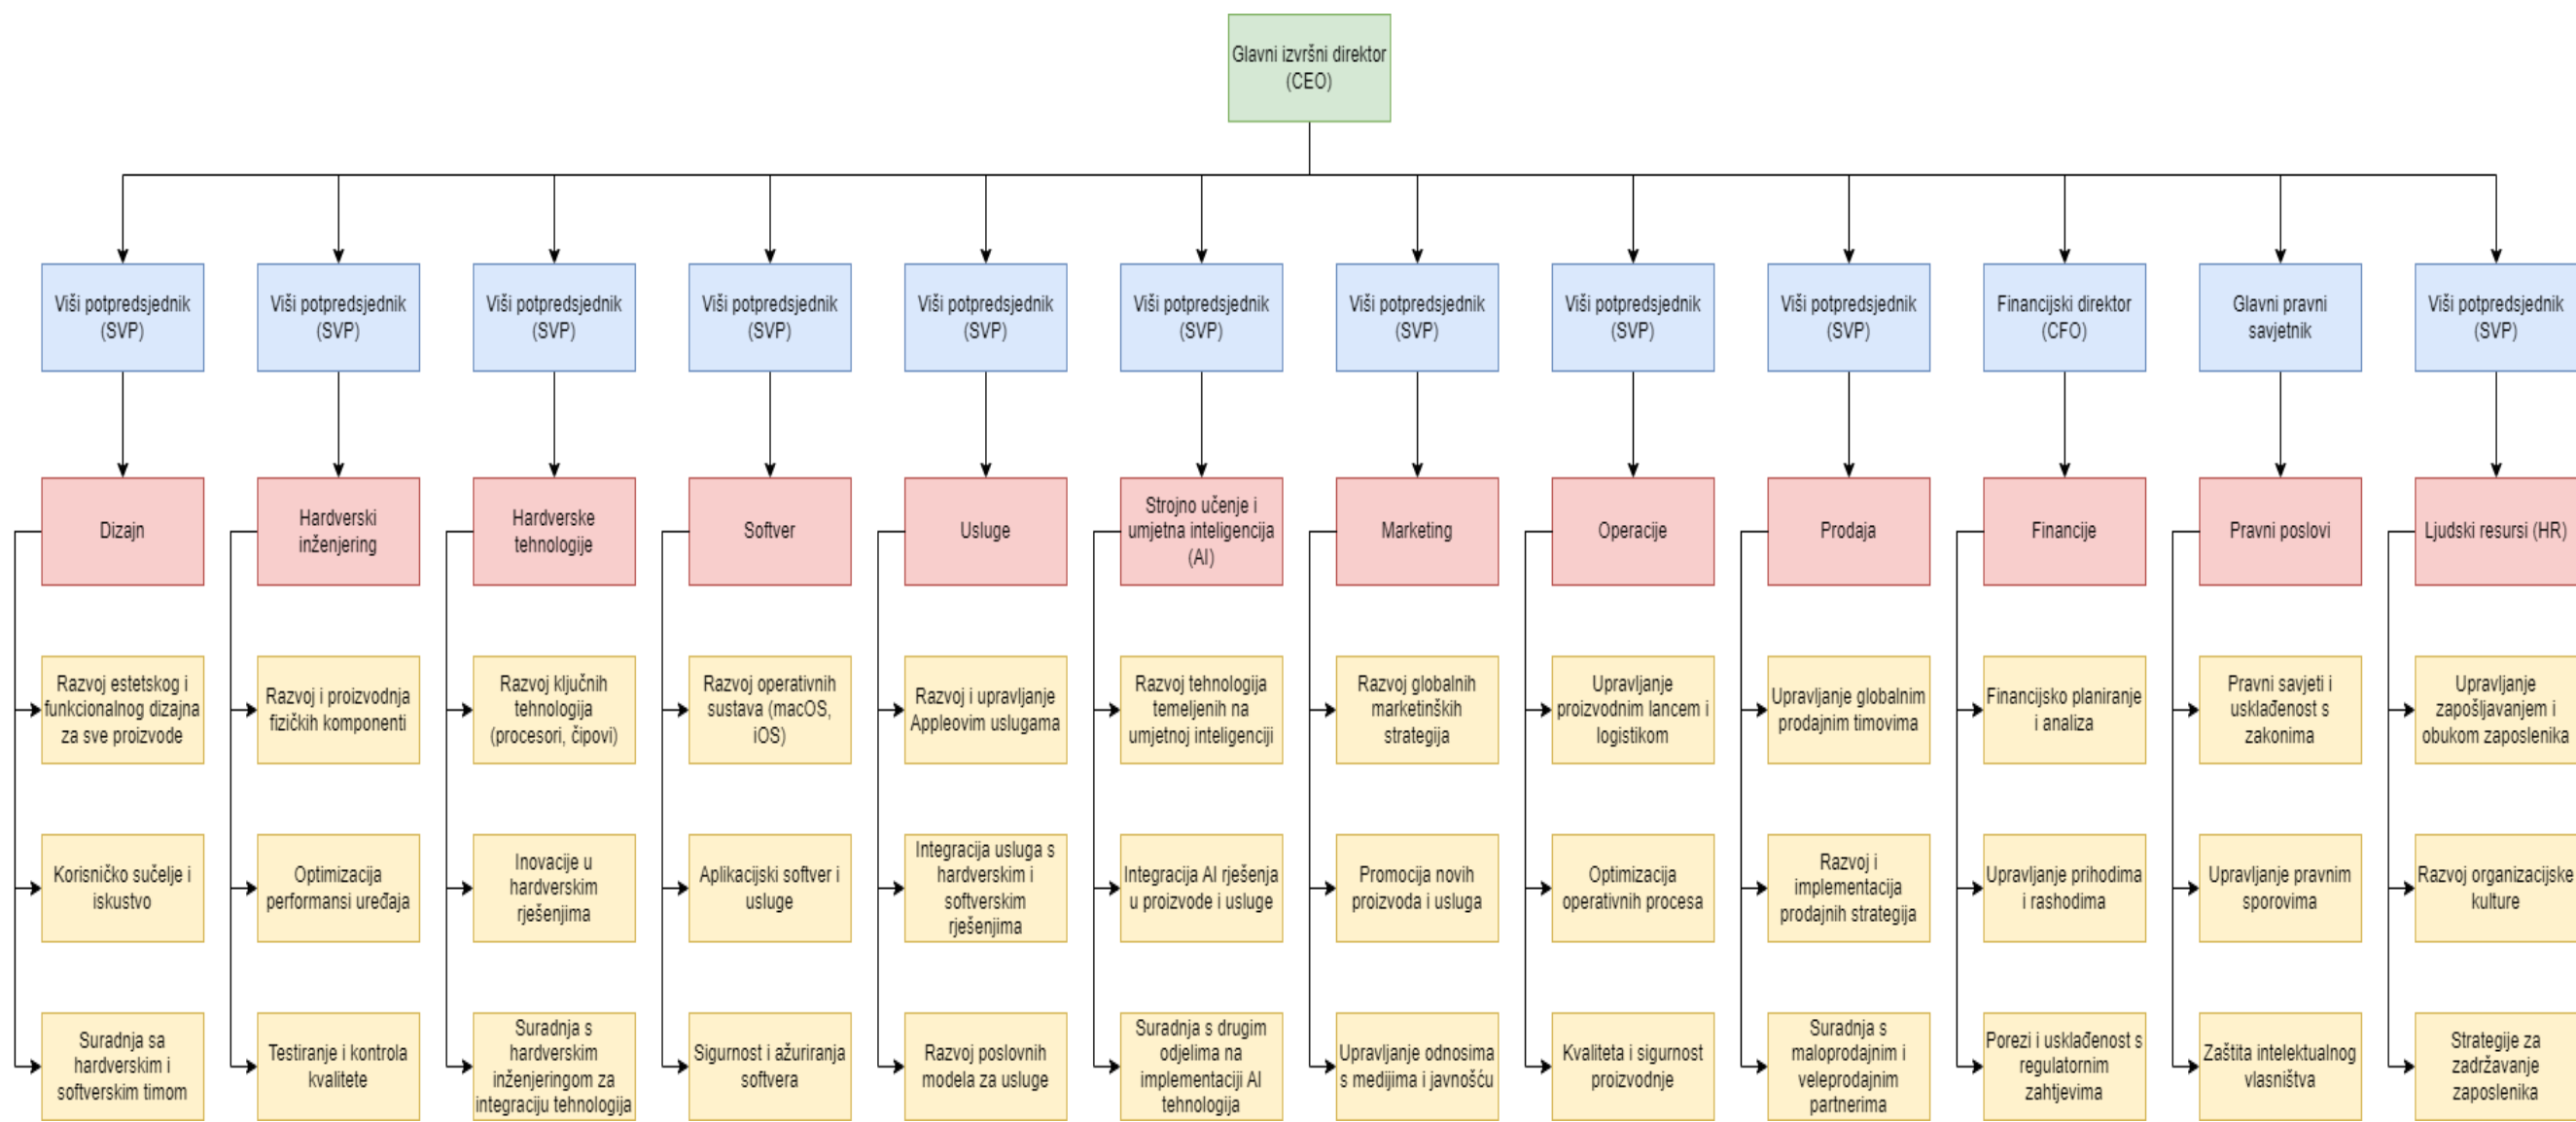 Glavni izvršni direktor
(CEO)
Viši potpredsjednik
(SVP)
Viši potpredsjednik
(SVP)
Viši potpredsjednik
(SVP)
Viši potpredsjednik
(SVP)
Viši potpredsjednik
(SVP)
Viši potpredsjednik
(SVP)
Viši potpredsjednik
(SVP)
Viši potpredsjednik
(SVP)
Viši potpredsjednik
(SVP)
Financijski direktor
(CFO)
Glavni pravni
savjetnik
Viši potpredsjednik
(SVP)
Dizajn
Hardverski
inženjering
Hardverske
tehnologije
Softver
Usluge
Strojno učenje i
umjetna inteligencija
(AI)
Marketing
Operacije
Prodaja
Financije
Pravni poslovi
Ljudski resursi (HR)
Razvoj estetskog i
funkcionalnog dizajna
za sve proizvode
Razvoj i proizvodnja
fizičkih komponenti
Razvoj ključnih
tehnologija
(procesori, čipovi)
Razvoj operativnih
sustava (macOS,
iOS)
Razvoj i upravljanje
Appleovim uslugama
Razvoj tehnologija
temeljenih na
umjetnoj inteligenciji
Razvoj globalnih
marketinških
strategija
Upravljanje
proizvodnim lancem i
logistikom
Upravljanje globalnim
prodajnim timovima
Financijsko planiranje
i analiza
Pravni savjeti i
usklađenost s
zakonima
Upravljanje
zapošljavanjem i
obukom zaposlenika
Korisničko sučelje i
iskustvo
Optimizacija
performansi uređaja
Inovacije u
hardverskim
rješenjima
Aplikacijski softver i
usluge
Integracija usluga s
hardverskim i
softverskim
rješenjima
Integracija AI rješenja
u proizvode i usluge
Promocija novih
proizvoda i usluga
Optimizacija
operativnih procesa
Razvoj i
implementacija
prodajnih strategija
Upravljanje prihodima
i rashodima
Upravljanje pravnim
sporovima
Razvoj organizacijske
kulture
Suradnja sa
hardverskim i
softverskim timom
Testiranje i kontrola
kvalitete
Suradnja s
hardverskim
inženjeringom za
integraciju tehnologija
Sigurnost i ažuriranja
softvera
Razvoj poslovnih
modela za usluge
Suradnja s drugim
odjelima na
implementaciji AI
tehnologija
Upravljanje odnosima
s medijima i javnošću
Kvaliteta i sigurnost
proizvodnje
Suradnja s
maloprodajnim i
veleprodajnim
partnerima
Porezi i usklađenost s
regulatornim
zahtjevima
Zaštita intelektualnog
vlasništva
Strategije za
zadržavanje
zaposlenika